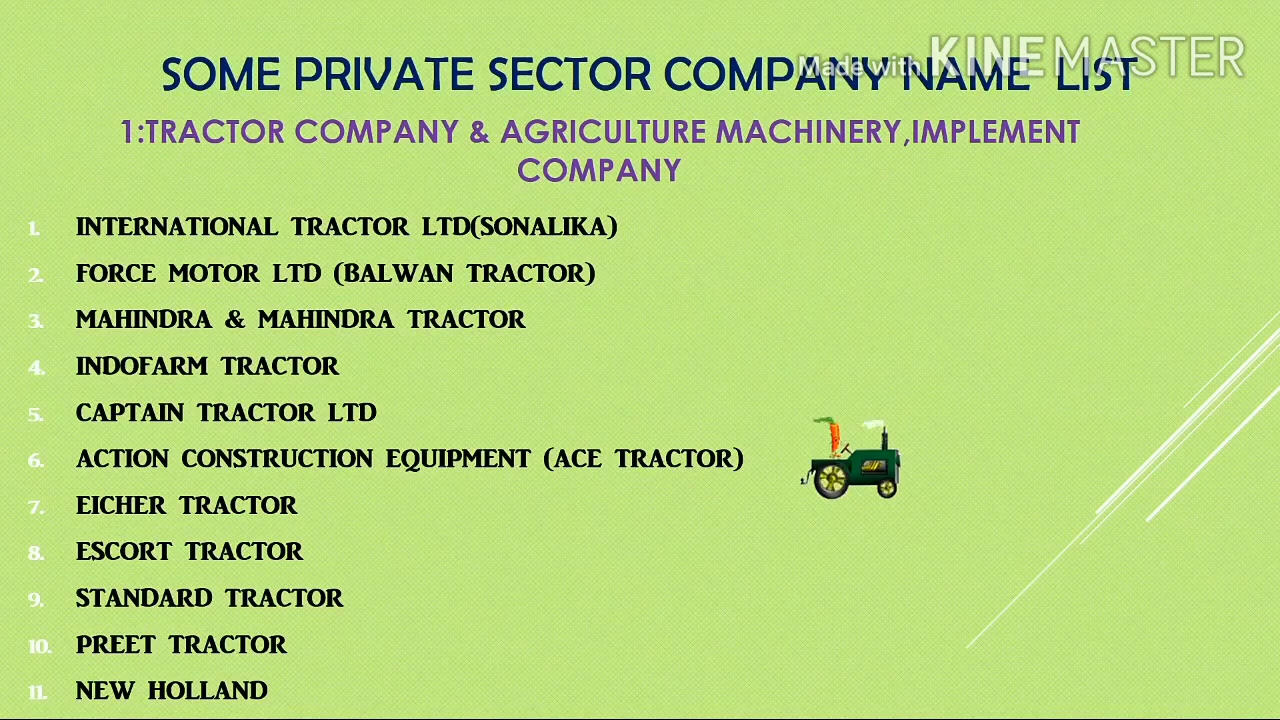 Made with KINEMASTER
SOME PRIVATE SECTOR COMPANY NAME LIST
1:TRACTOR COMPANY & AGRICULTURE MACHINERY,IMPLEMENT
COMPANY
1. INTERNATIONAL TRACTOR LTD(SONALIKA)
2. FORCE MOTOR LTD (BALWAN TRACTOR)
3. MAHINDRA & MAHINDRA TRACTOR
4. INDOFARM TRACTOR
5. CAPTAIN TRACTOR LTD
6. ACTION CONSTRUCTION EQUIPMENT (ACE TRACTOR)
7. EICHER TRACTOR
8. ESCORT TRACTOR
9. STANDARD TRACTOR
10. PREET TRACTOR
11. NEW HOLLAND